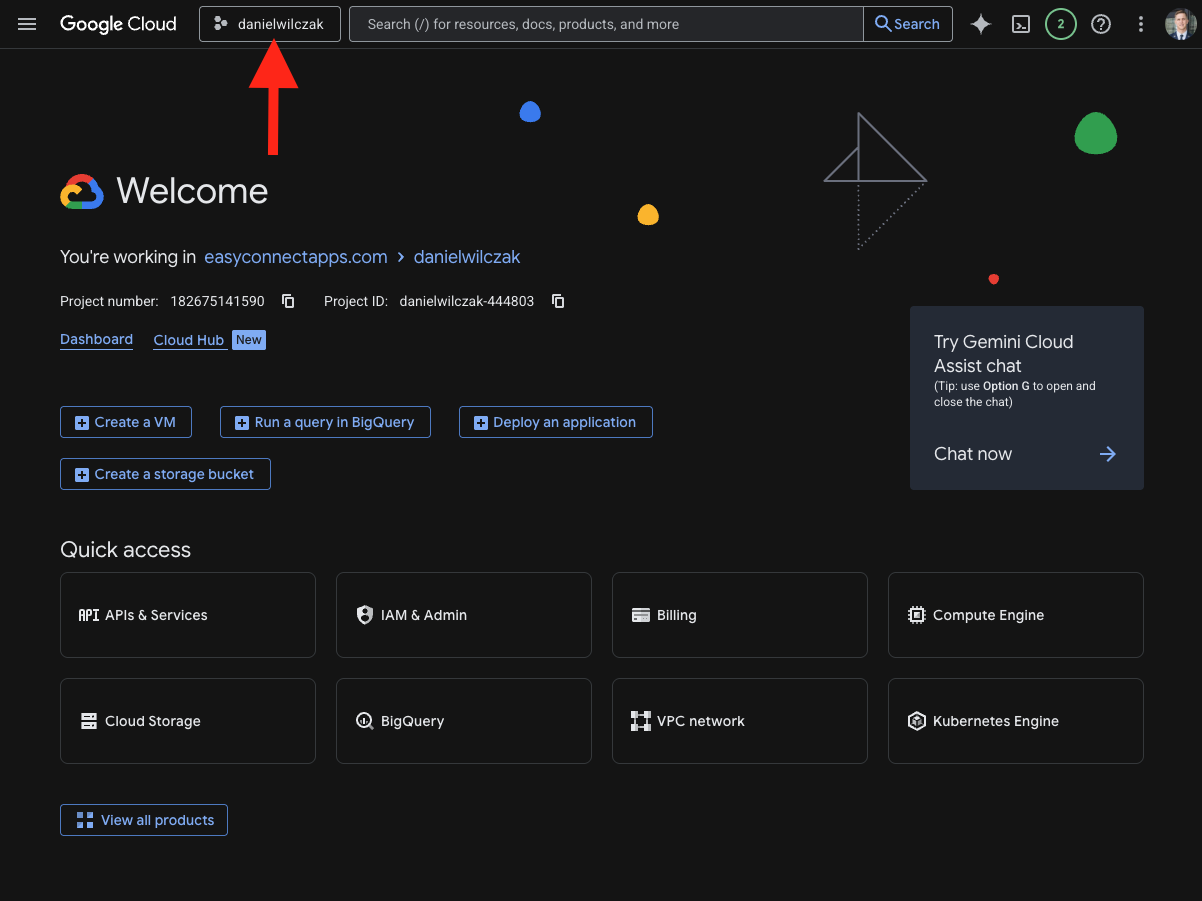 Google Cloud
danielwilczak
Search (/) for resources, docs, products, and more
Search
2
Welcome
You're working in easyconnectapps.com > danielwilczak
Project number: 182675141590 Project ID: danielwilczak-444803
Dashboard Cloud Hub New
Try Gemini Cloud
Assist chat
(Tip: use Option G to open and
close the chat)
Chat now
Create a VM
Run a query in BigQuery
Deploy an application
Create a storage bucket
Quick access
API APIs & Services
IAM & Admin
Billing
Compute Engine
Cloud Storage
BigQuery
VPC network
Kubernetes Engine
View all products